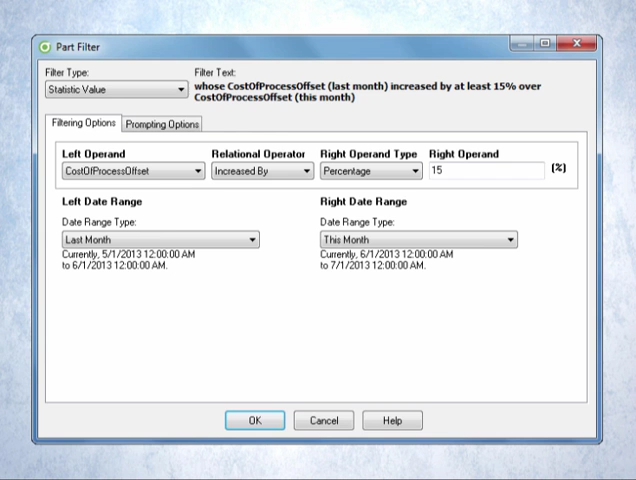 Part Filter
Filter Type:
Statistic Value
Filter Text:
whose CostOfProcessOffset (last month) increased by at least 15% over
CostOfProcessOffset (this month)
Filtering Options
Prompting Options
Left Operand
Relational Operator
Right Operand Type
Right Operand
CostOfProcessOffset
Increased By
Percentage
15
(%)
Left Date Range
Right Date Range
Date Range Type:
Date Range Type:
Last Month
This Month
Currently, 5/1/2013 12:00:00 AM
to 6/1/2013 12:00:00 AM.
Currently, 6/1/2013 12:00:00 AM
to 7/1/2013 12:00:00 AM.
OK
Cancel
Help